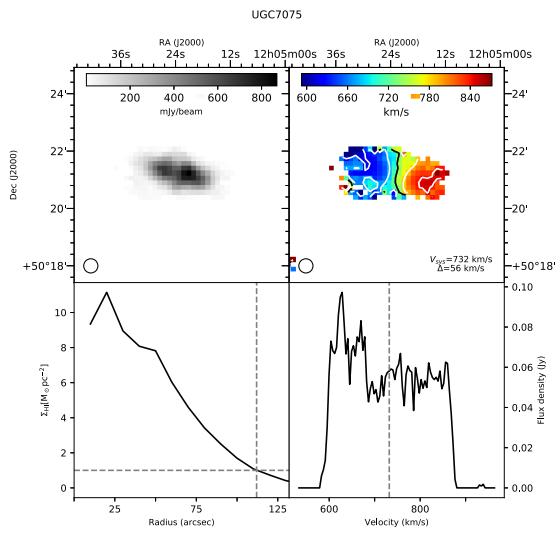 UGC7075
RA (J2000)
RA (J2000)
36s 24s 12s 12h05m00s 36s 24s 12s 12h05m00s
24' 24'
200 400 600 800
600 660 720 780 840
mJy/beam
km/s
Dec (J2000)
22' 22'
20' 20'
+50°18' +50°18'
V_sys=732 km/s
Δ=56 km/s
10
8
6
4
2
0
Σ_HI[M⊙pc⁻²]
25 75 125
Radius (arcsec)
0.10
0.08
0.06
0.04
0.02
0.00
Flux density (Jy)
600 800
Velocity (km/s)